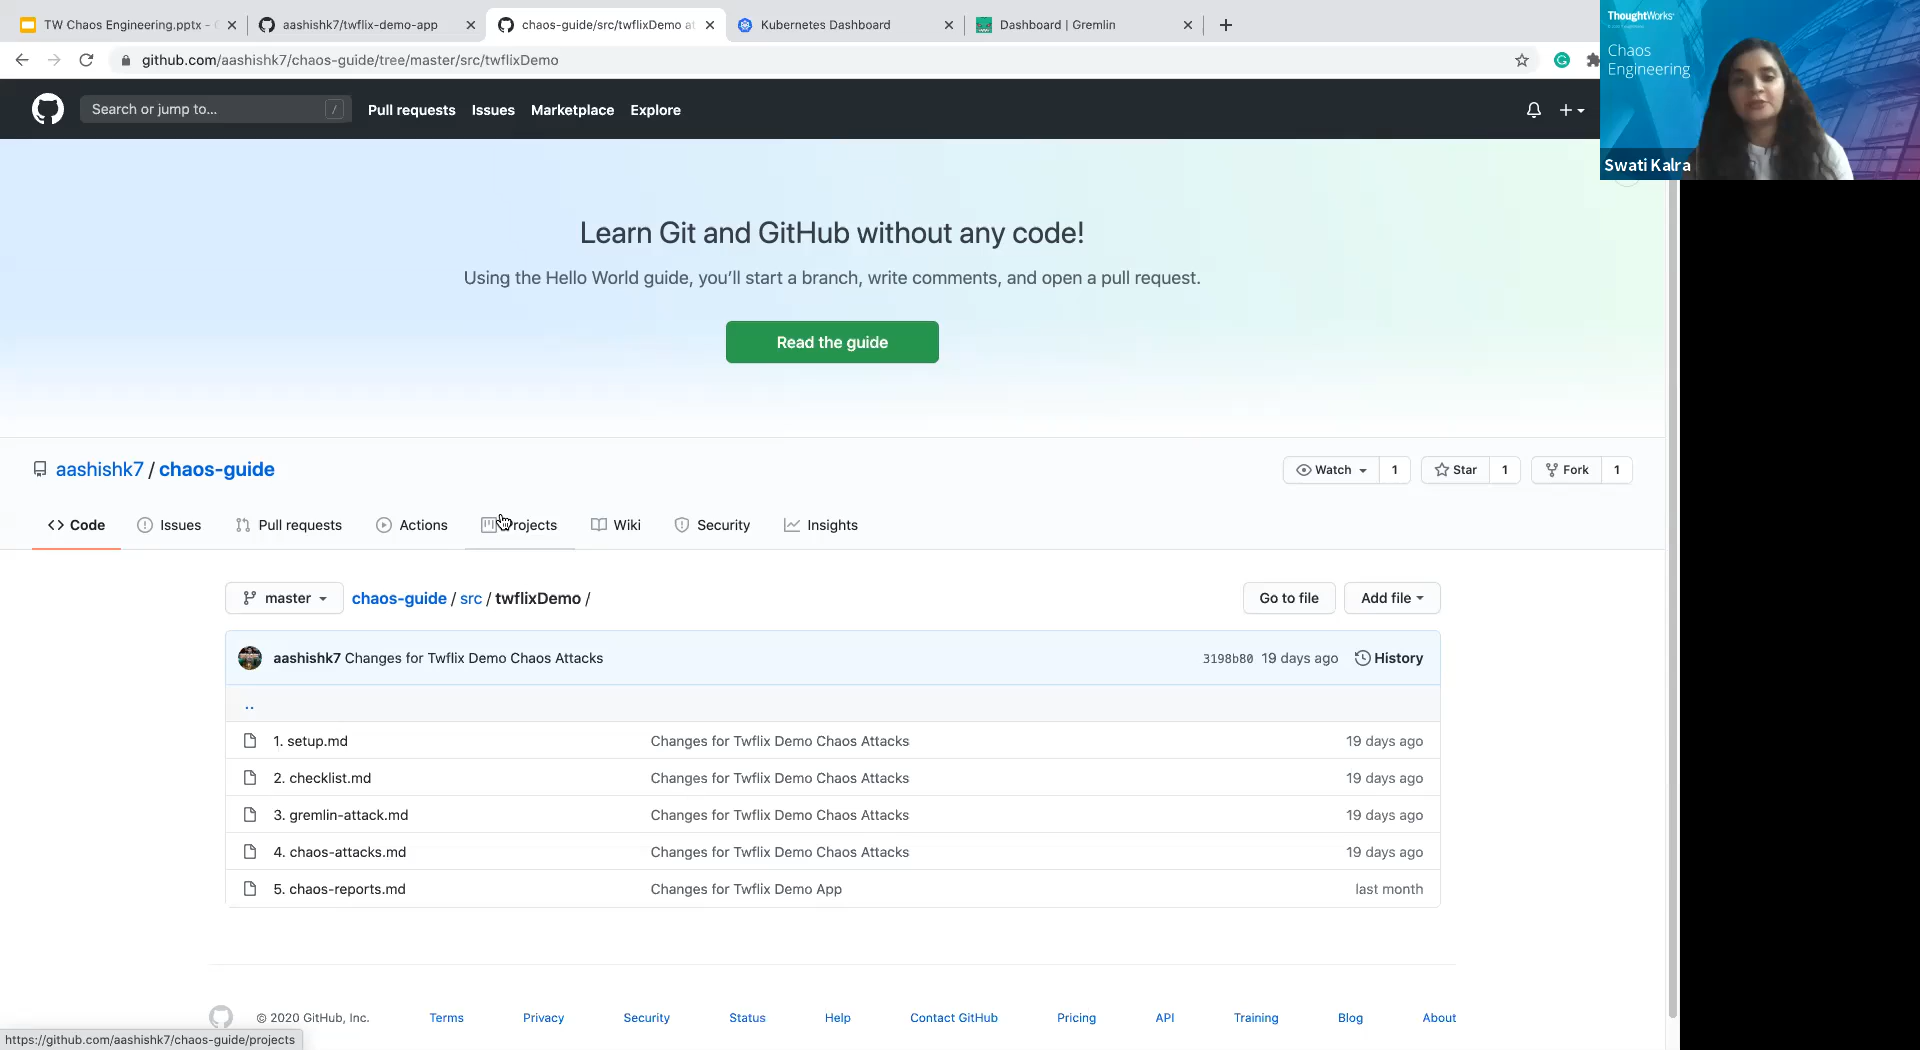 TW Chaos Engineering.pptx -
aashishk7/twflix-demo-app
chaos-guide/src/twflixDemo at
Kubernetes Dashboard
Dashboard | Gremlin
github.com/aashishk7/chaos-guide/tree/master/src/twflixDemo
ThoughtWorks
Chaos
Engineering
Swati Kalra
Search or jump to...
/
Pull requests
Issues
Marketplace
Explore
Learn Git and GitHub without any code!
Using the Hello World guide, you’ll start a branch, write comments, and open a pull request.
Read the guide
aashishk7 / chaos-guide
Watch 1
Star 1
Fork 1
Code
Issues
Pull requests
Actions
Projects
Wiki
Security
Insights
master
chaos-guide / src / twflixDemo /
Go to file
Add file
aashishk7 Changes for Twflix Demo Chaos Attacks
3198b80 19 days ago
History
..
1. setup.md Changes for Twflix Demo Chaos Attacks 19 days ago
2. checklist.md Changes for Twflix Demo Chaos Attacks 19 days ago
3. gremlin-attack.md Changes for Twflix Demo Chaos Attacks 19 days ago
4. chaos-attacks.md Changes for Twflix Demo Chaos Attacks 19 days ago
5. chaos-reports.md Changes for Twflix Demo App last month
© 2020 GitHub, Inc.
Terms
Privacy
Security
Status
Help
Contact GitHub
Pricing
API
Training
Blog
About
https://github.com/aashishk7/chaos-guide/projects